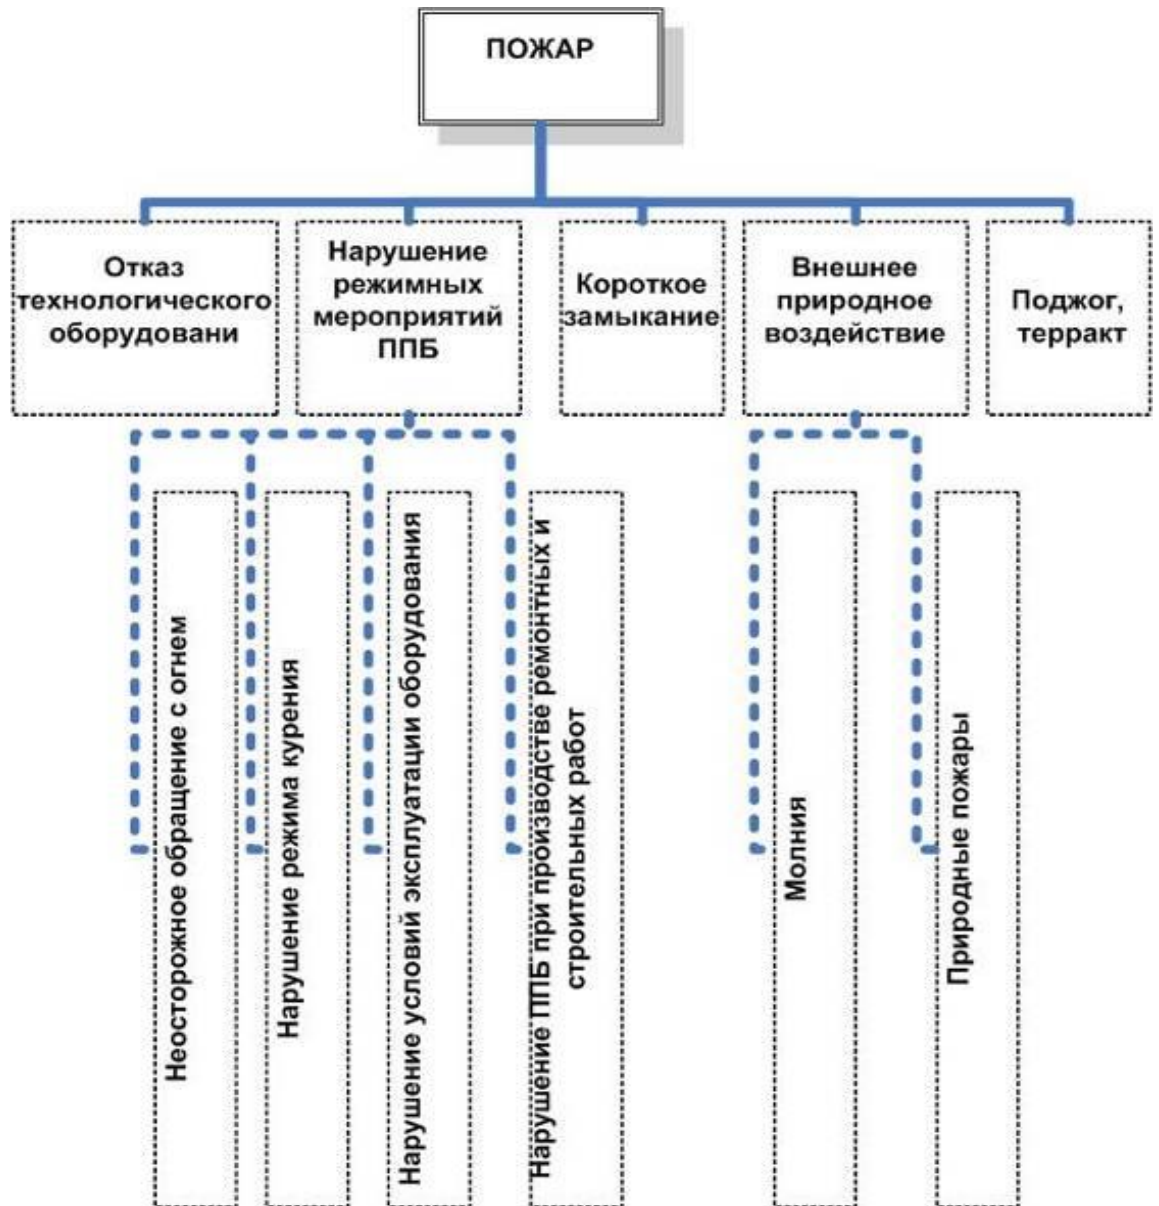 ПОЖАР
Отказ
технологического
оборудовани
Нарушение
режимных
мероприятий
ППБ
Короткое
замыкание
Внешнее
природное
воздействие
Поджог,
терракт
Неосторожное обращение с огнем
Нарушение режима курения
Нарушение условий эксплуатации оборудования
Нарушение ППБ при производстве ремонтных и
строительных работ
Молния
Природные пожары